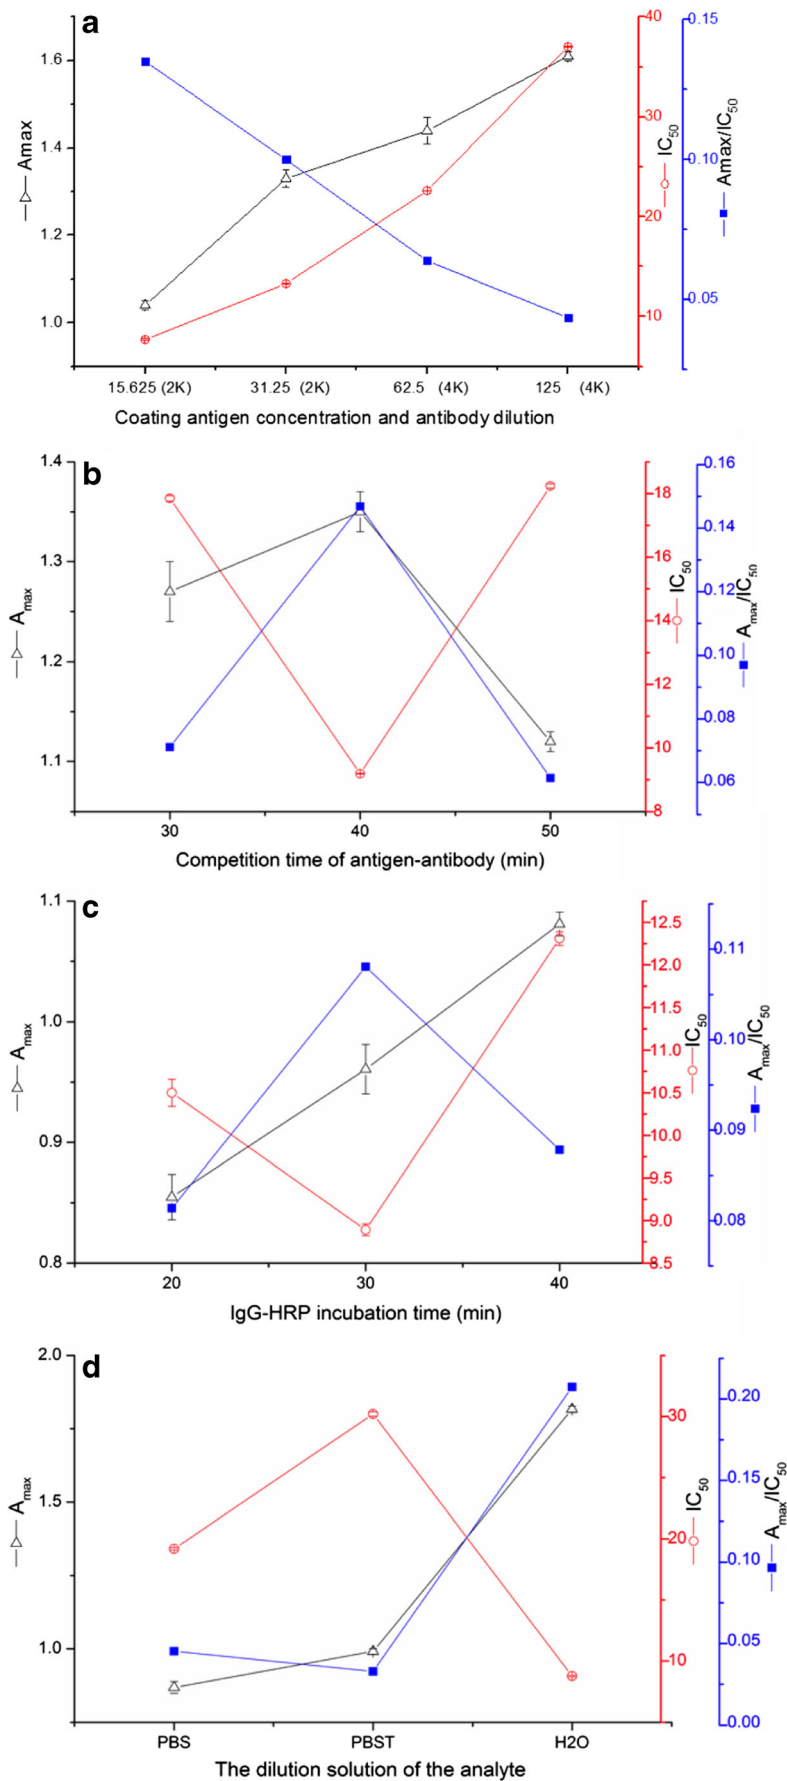 a
1.6
1.4
1.2
1.0
Amax
40
30
20
10
IC50
0.15
0.10
0.05
Amax/IC50
15.625 (2K) 31.25 (2K) 62.5 (4K) 125 (4K)
Coating antigen concentration and antibody dilution
b
1.4
1.3
1.2
1.1
Amax
18
16
14
12
10
8
IC50
0.16
0.14
0.12
0.10
0.08
0.06
Amax/IC50
30 40 50
Competition time of antigen-antibody (min)
c
1.1
1.0
0.9
0.8
Amax
12.5
12.0
11.5
11.0
10.5
10.0
9.5
9.0
8.5
IC50
0.11
0.10
0.09
0.08
Amax/IC50
20 30 40
IgG-HRP incubation time (min)
d
2.0
1.5
1.0
Amax
30
20
10
IC50
0.20
0.15
0.10
0.05
0.00
Amax/IC50
PBS PBST H2O
The dilution solution of the analyte